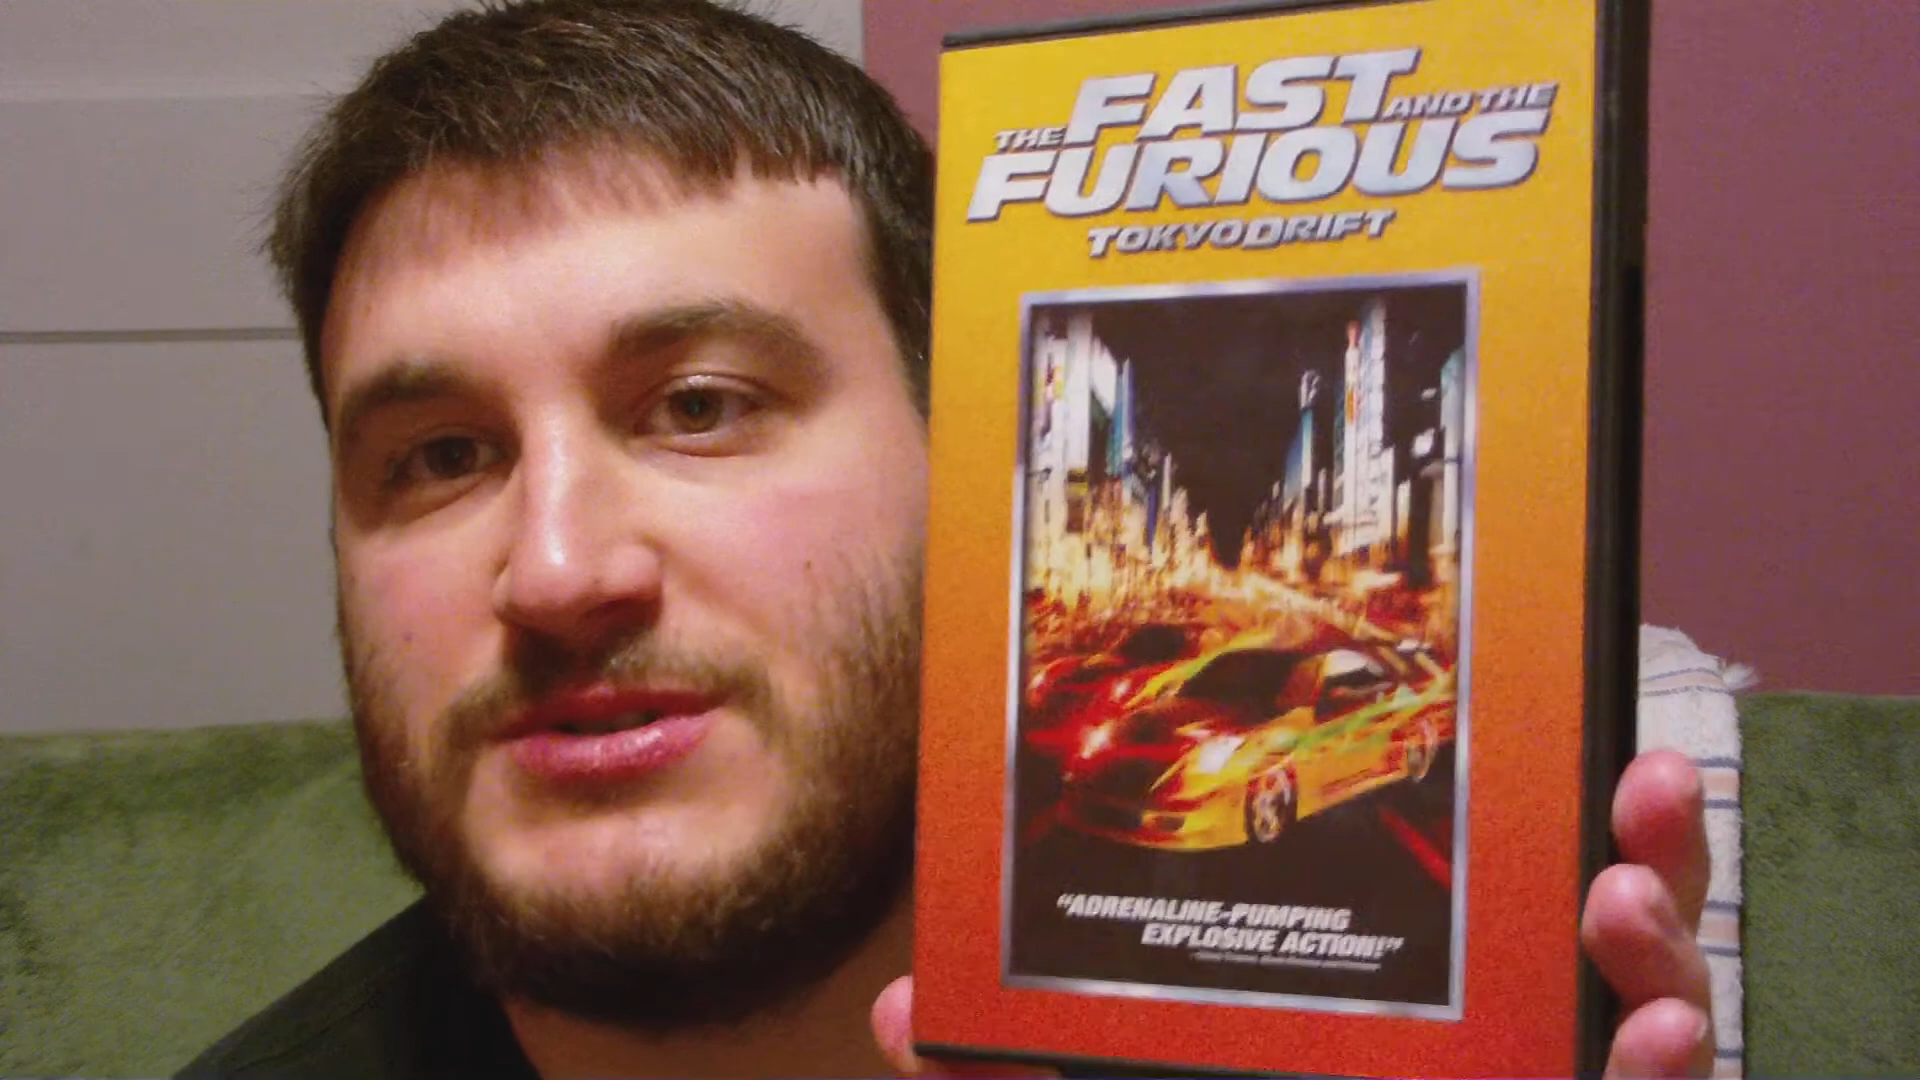 THE FAST AND THE
FURIOUS
TOKYO DRIFT
"ADRENALINE-PUMPING
EXPLOSIVE ACTION!"